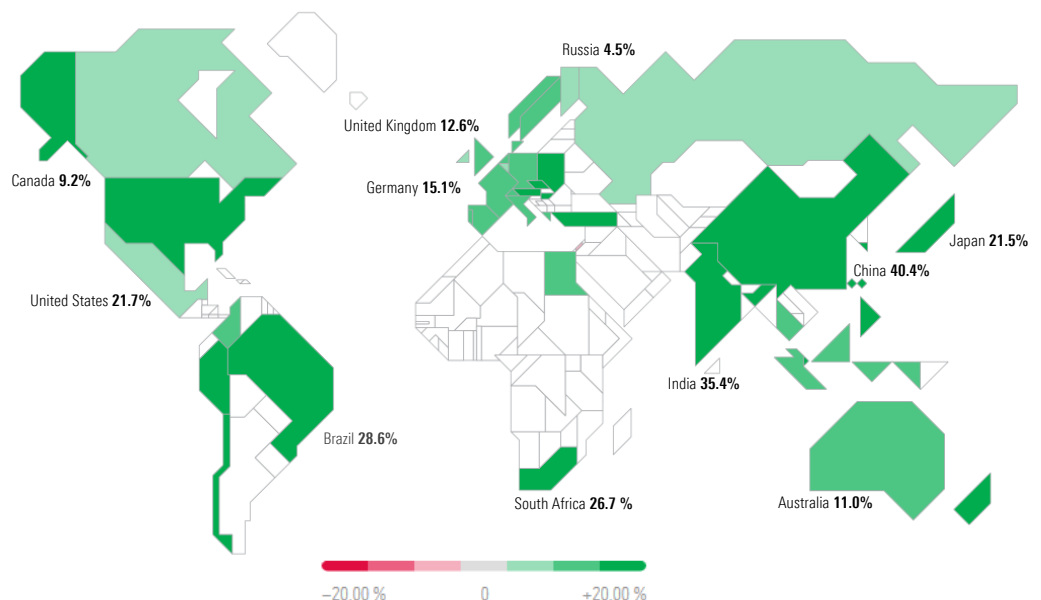 Russia 4.5%
United Kingdom 12.6%
Canada 9.2%
Germany 15.1%
Japan 21.5%
China 40.4%
United States 21.7%
India 35.4%
Brazil 28.6%
South Africa 26.7 %
Australia 11.0%
–20.00 % 0 +20.00 %